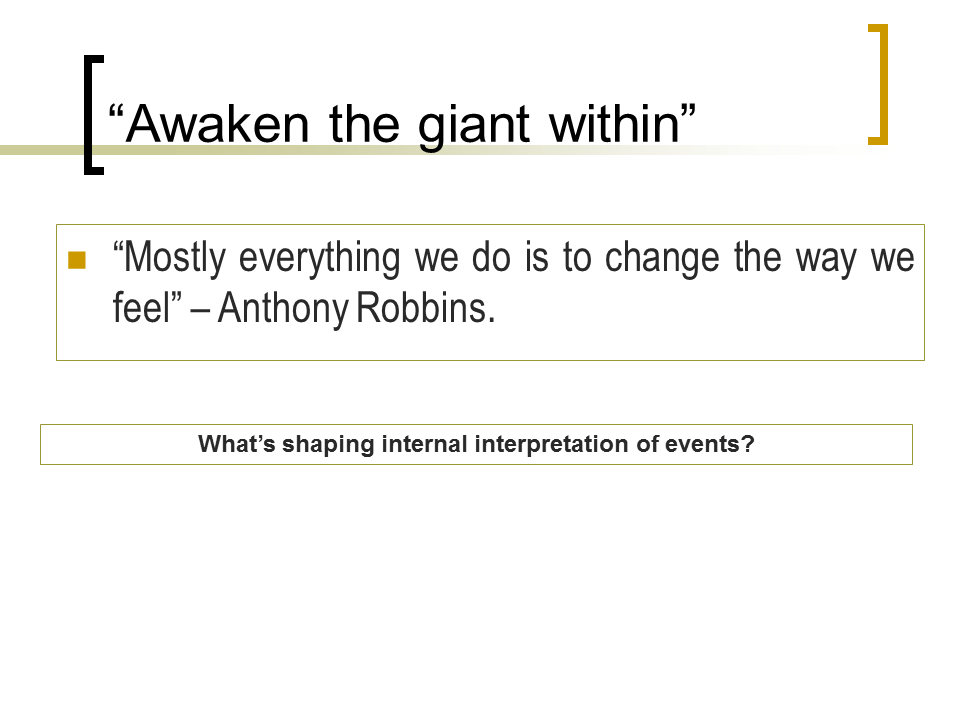 “Awaken the giant within”
“Mostly everything we do is to change the way we
feel” – Anthony Robbins.
What’s shaping internal interpretation of events?